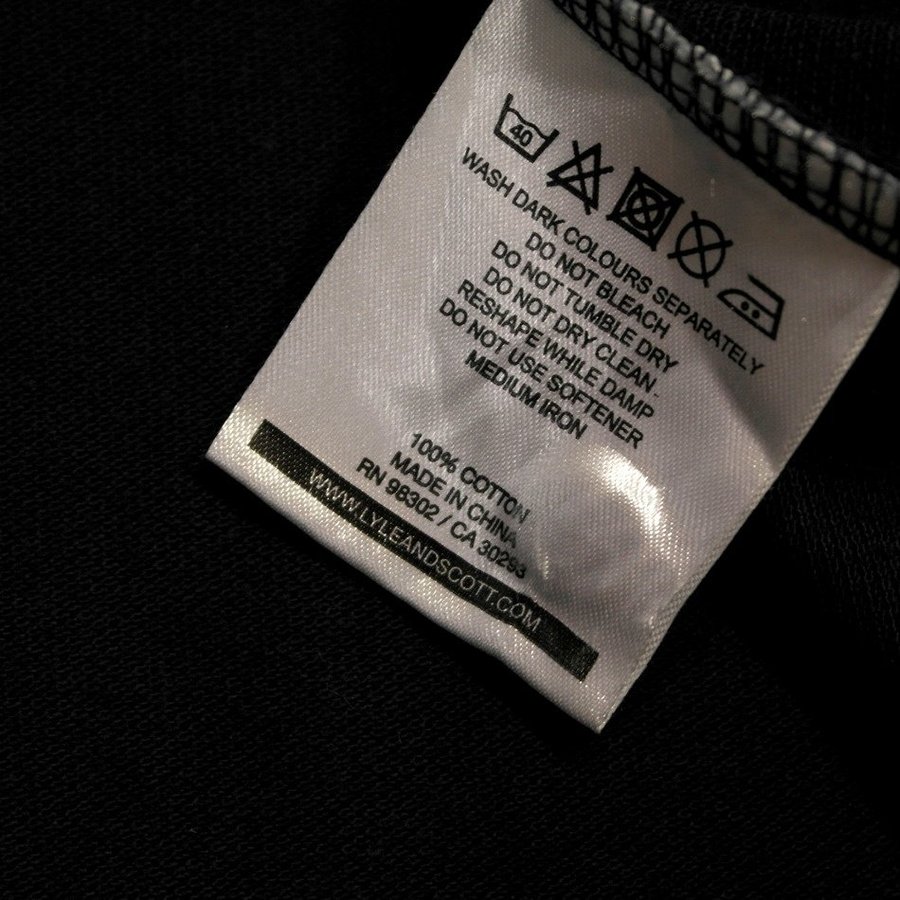 40
WASH DARK COLOURS SEPARATELY
DO NOT BLEACH
DO NOT TUMBLE DRY
DO NOT DRY CLEAN.
RESHAPE WHILE DAMP
DO NOT USE SOFTENER
MEDIUM IRON
100% COTTON
MADE IN CHINA
RN 98302 / CA 30293
WWW.LYLEANDSCOTT.COM